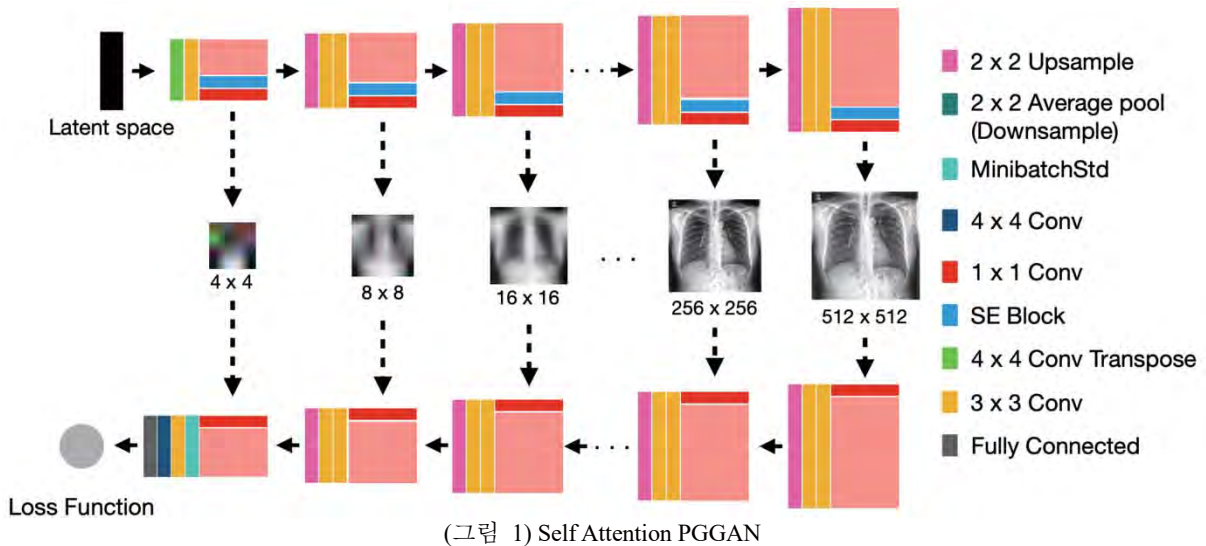 Latent space
4 x 4
8 x 8
16 x 16
256 x 256
512 x 512
Loss Function
2 x 2 Upsample
2 x 2 Average pool
(Downsample)
MinibatchStd
4 x 4 Conv
1 x 1 Conv
SE Block
4 x 4 Conv Transpose
3 x 3 Conv
Fully Connected
(그림 1) Self Attention PGGAN